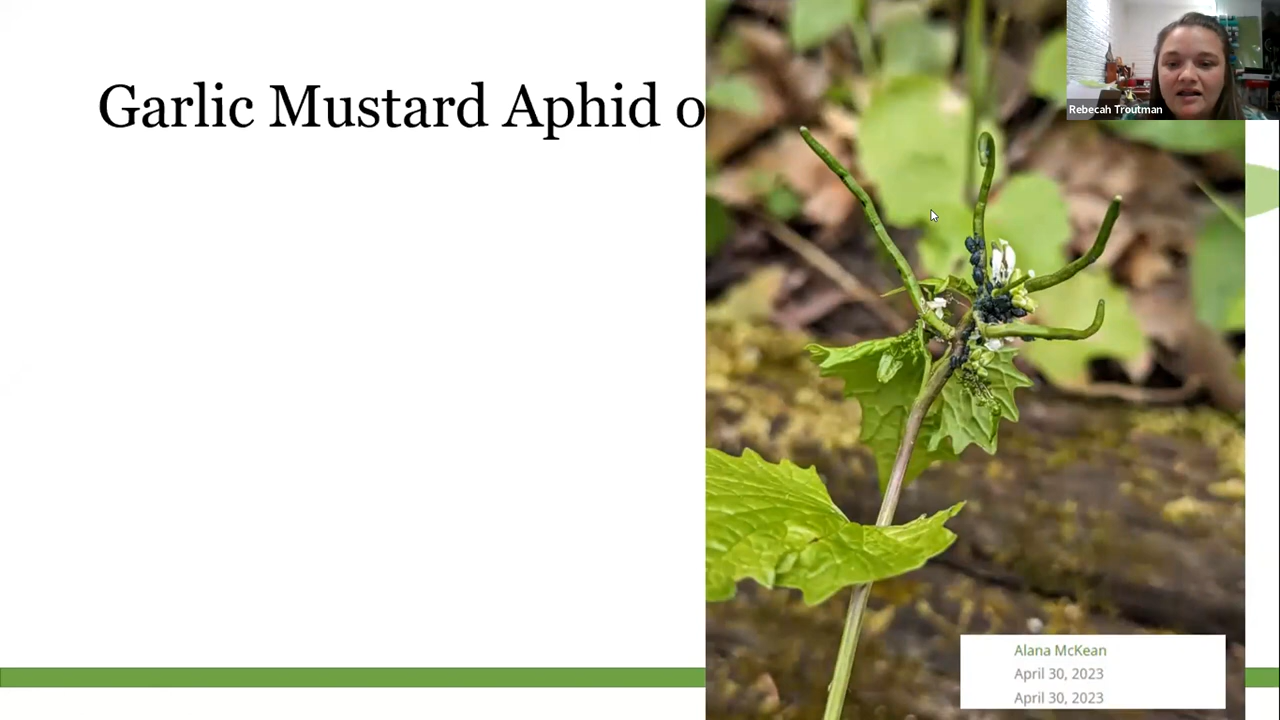 Garlic Mustard Aphid o
Rebecah Troutman
Alana McKean
April 30, 2023
April 30, 2023